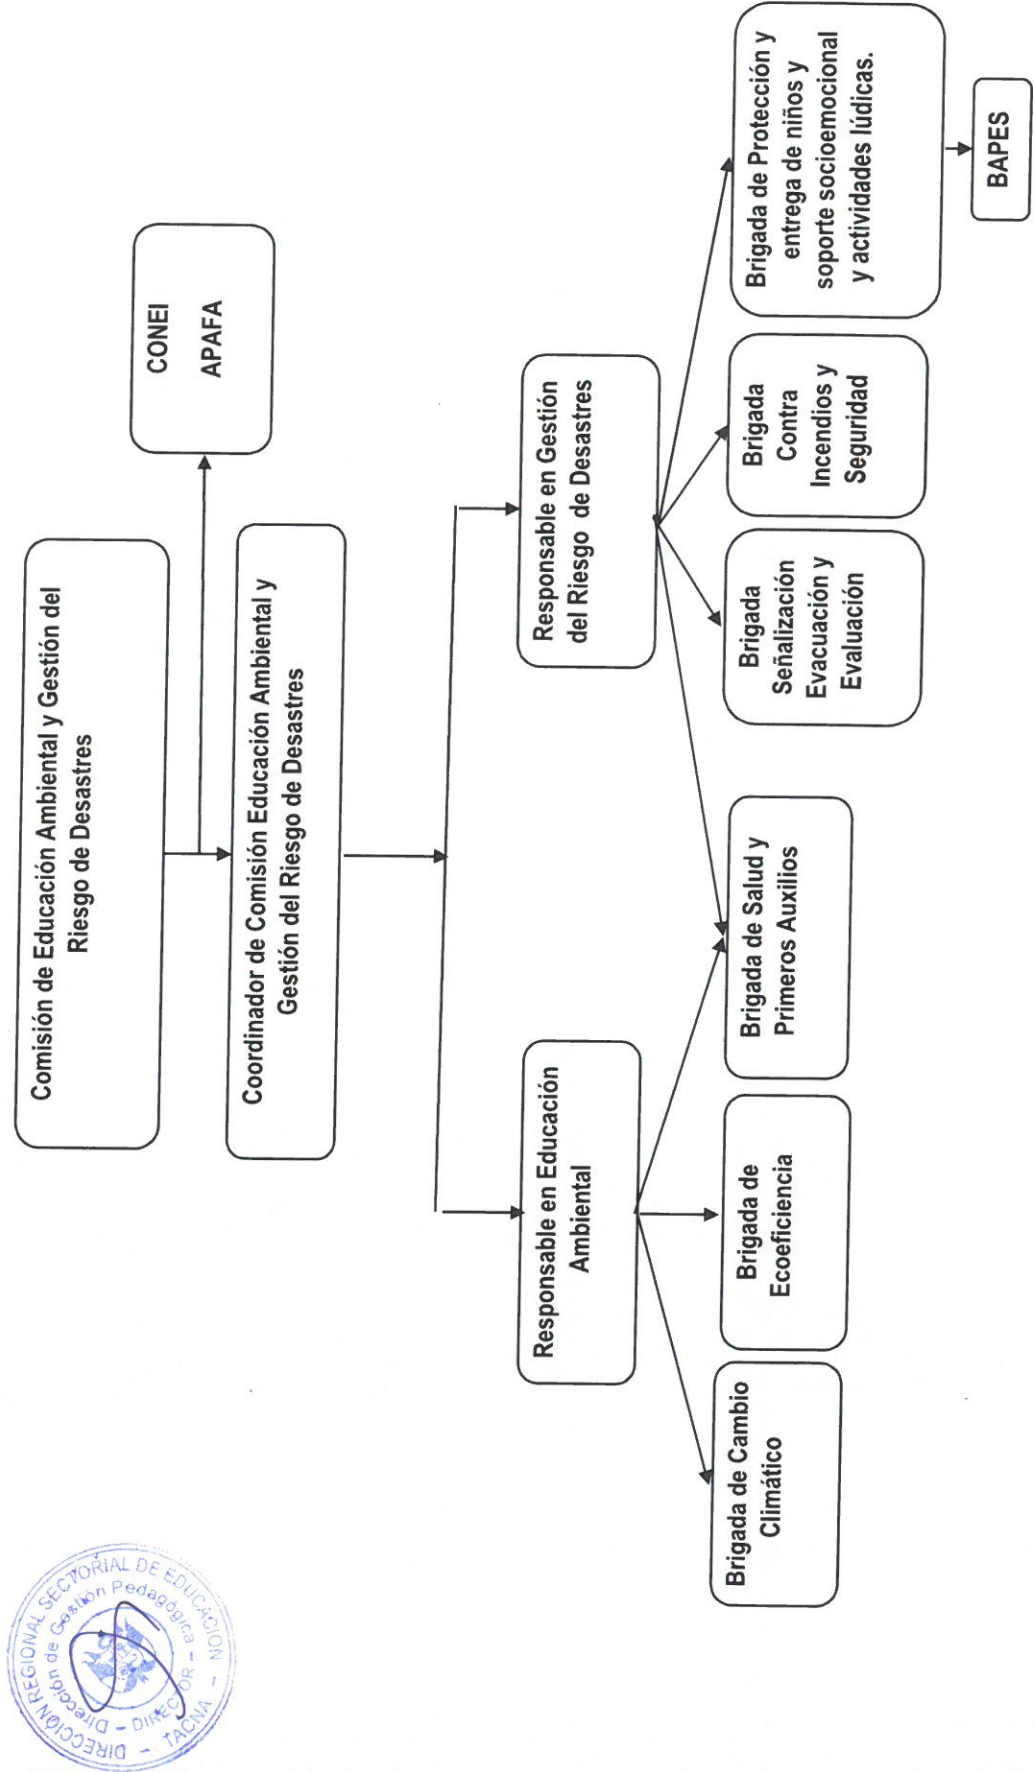 Comisión de Educación Ambiental y Gestión del
Riesgo de Desastres
CONEI
APAFA
Coordinador de Comisión Educación Ambiental y
Gestión del Riesgo de Desastres
Responsable en Educación
Ambiental
Responsable en Gestión
del Riesgo de Desastres
Brigada de Cambio
Climático
Brigada de
Ecoeficiencia
Brigada de Salud y
Primeros Auxilios
Brigada
Señalización
Evacuación y
Evaluación
Brigada
Contra
Incendios y
Seguridad
Brigada de Protección y
entrega de niños y
soporte socioemocional
y actividades lúdicas.
BAPES
DIRECCIÓN REGIONAL SECTORIAL DE EDUCACIÓN - TACNA -
Dirección de Gestión Pedagógica
- DIRECTOR -